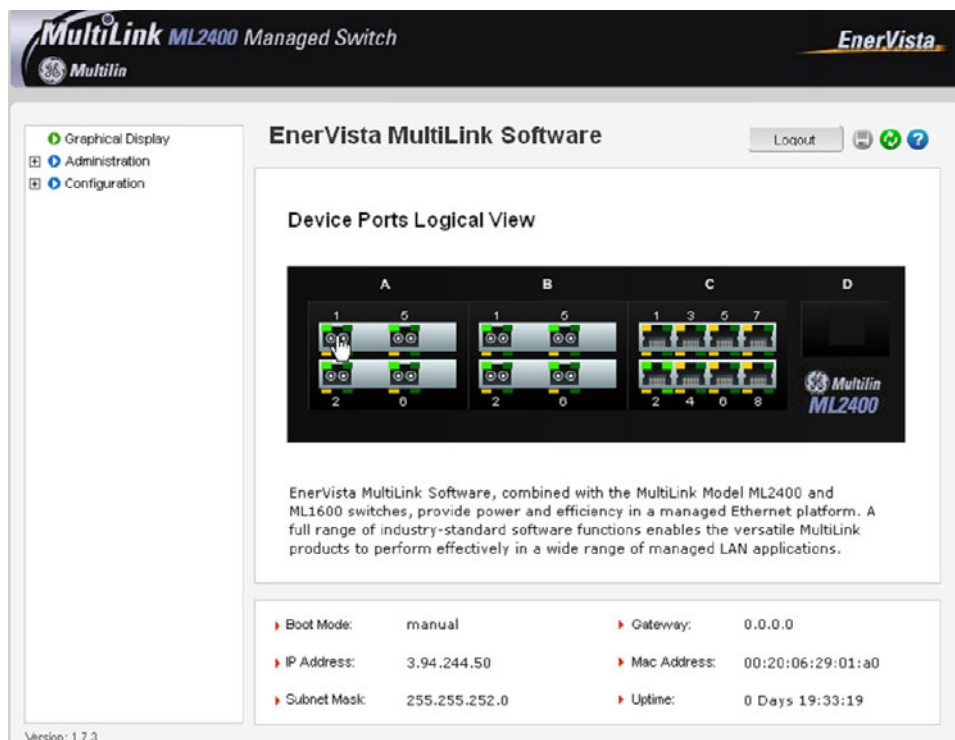 MultiLink ML2400 Managed Switch
Multilin
EnerVista
Graphical Display
Administration
Configuration
EnerVista MultiLink Software
Logout
Device Ports Logical View
A B C D
1 5 1 5 1 3 5 7
2 6 2 6 2 4 6 8
Multilin
ML2400
EnerVista MultiLink Software, combined with the MultiLink Model ML2400 and
ML1600 switches, provide power and efficiency in a managed Ethernet platform. A
full range of industry-standard software functions enables the versatile MultiLink
products to perform effectively in a wide range of managed LAN applications.
Boot Mode: manual Gateway: 0.0.0.0
IP Address: 3.94.244.50 Mac Address: 00:20:06:29:01:a0
Subnet Mask: 255.255.252.0 Uptime: 0 Days 19:33:19
Version: 1.7.3